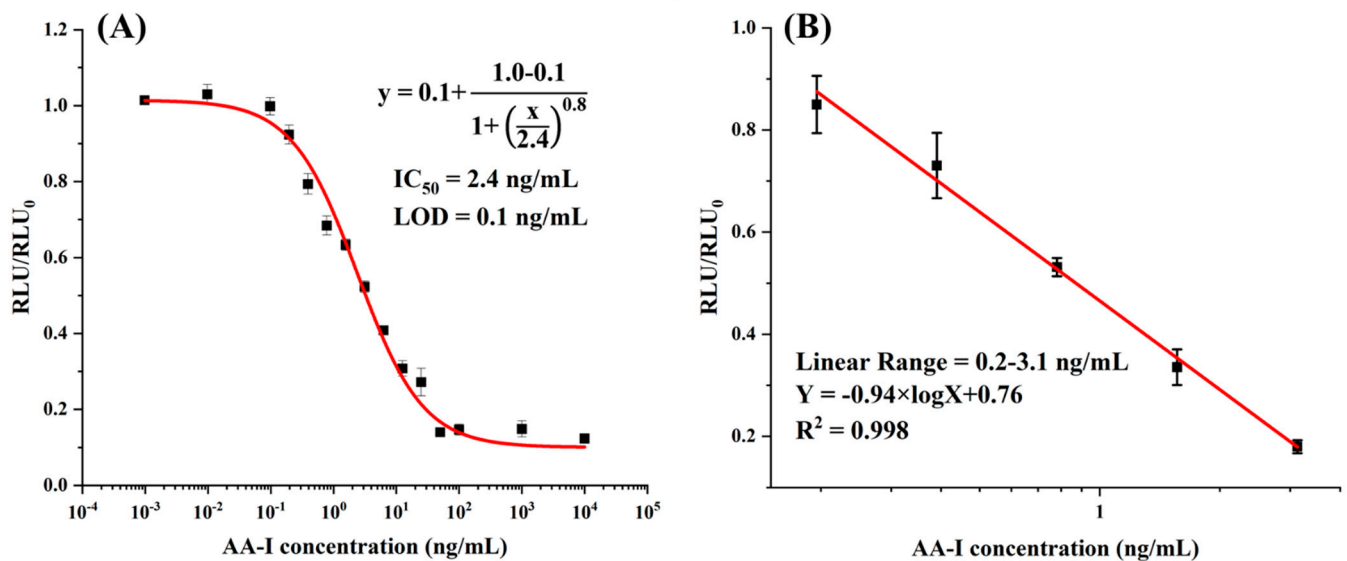 (A)
1.2
1.0
0.8
0.6
0.4
0.2
0.0
RLU/RLU₀
y = 0.1+ 1.0-0.1
1+ (x/2.4)^0.8
IC₅₀ = 2.4 ng/mL
LOD = 0.1 ng/mL
10⁻⁴ 10⁻³ 10⁻² 10⁻¹ 10⁰ 10¹ 10² 10³ 10⁴ 10⁵
AA-I concentration (ng/mL)
(B)
1.0
0.8
0.6
0.4
0.2
RLU/RLU₀
Linear Range = 0.2-3.1 ng/mL
Y = -0.94×logX+0.76
R² = 0.998
1
AA-I concentration (ng/mL)